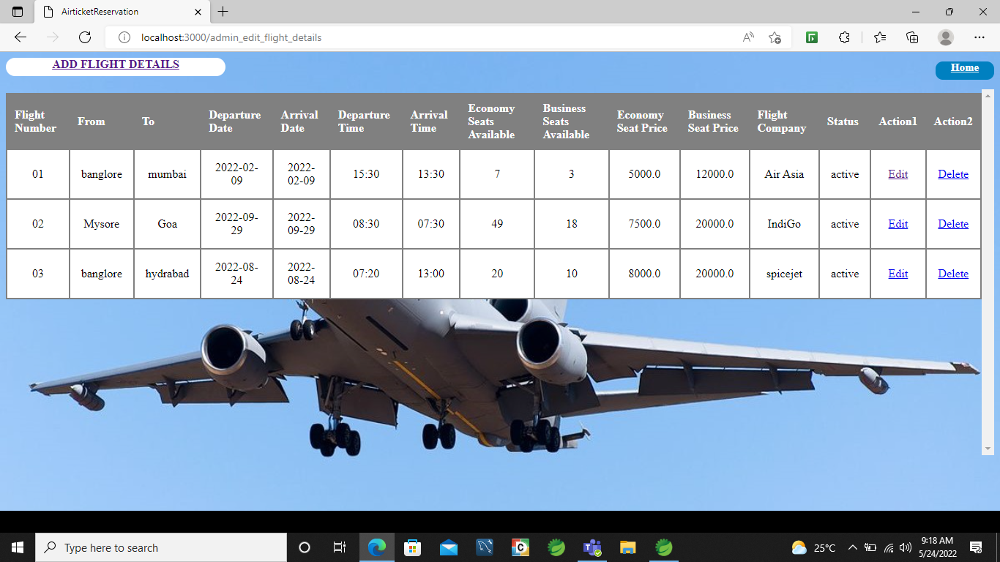 AirticketReservation
localhost:3000/admin_edit_flight_details
ADD FLIGHT DETAILS
Home
Flight Number From To Departure Date Arrival Date Departure Time Arrival Time Economy Seats Available Business Seats Available Economy Seat Price Business Seat Price Flight Company Status Action1 Action2
01 banglore mumbai 2022-02-09 2022-02-09 15:30 13:30 7 3 5000.0 12000.0 Air Asia active Edit Delete
02 Mysore Goa 2022-09-29 2022-09-29 08:30 07:30 49 18 7500.0 20000.0 IndiGo active Edit Delete
03 banglore hydrabad 2022-08-24 2022-08-24 07:20 13:00 20 10 8000.0 20000.0 spicejet active Edit Delete
Type here to search
25°C
9:18 AM
5/24/2022